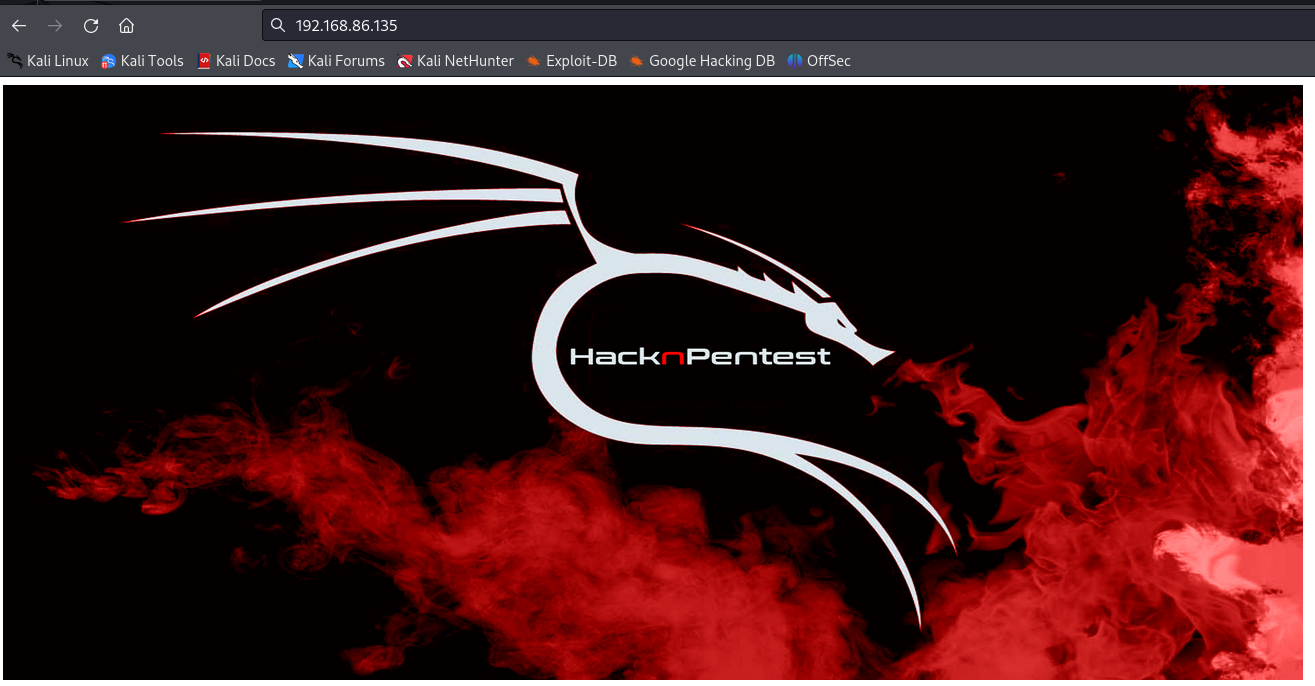 192.168.86.135
Kali Linux Kali Tools Kali Docs Kali Forums Kali NetHunter Exploit-DB Google Hacking DB OffSec
HacknPentest